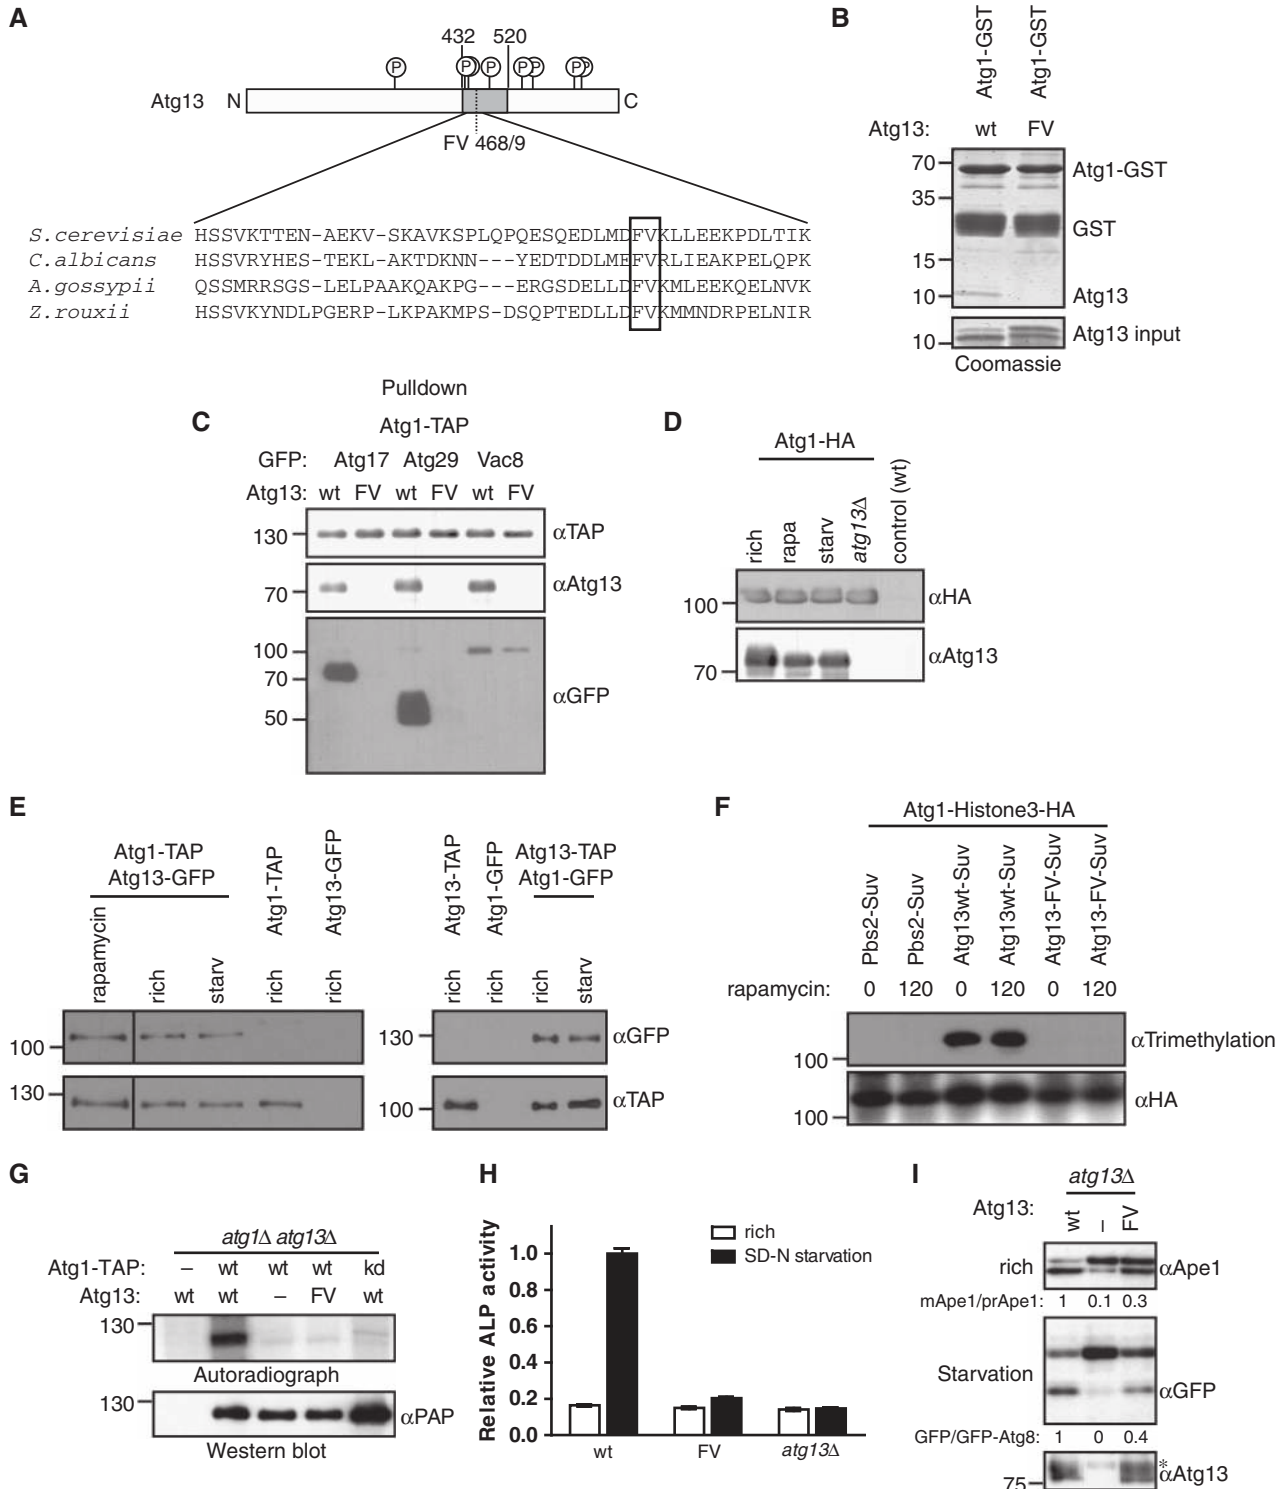 A
432 520
P P P P P P P
Atg13 N C
FV 468/9
S.cerevisiae HSSVKTTEN-AEKV-SKAVKSPLQPQESQEDLMDFVKLLEEKPDLTIK
C.albicans HSSVRYHES-TEKL-AKTDKNN---YEDTDDLMEFVRLIEAKPELQPK
A.gossypii QSSMRRSGS-LELPAAKQAKPG---ERGSDELLDFVKMLEEKQELNVK
Z.rouxii HSSVKYNDLPGERP-LKPAKMPS-DSQPTEDLLDFVKMMNDRPELNIR
B
Atg1-GST Atg1-GST
Atg13: wt FV
70
35
15
10
Atg1-GST
GST
Atg13
10 Atg13 input
Coomassie
C
Pulldown
Atg1-TAP
GFP: Atg17 Atg29 Vac8
Atg13: wt FV wt FV wt FV
130 αTAP
70 αAtg13
100
70
50
αGFP
D
Atg1-HA
rich rapa starv atg13Δ control (wt)
100 αHA
70 αAtg13
E
Atg1-TAP
Atg13-GFP
Atg1-TAP Atg13-GFP
rapamycin rich starv rich rich
100
130
Atg13-TAP Atg1-GFP
Atg13-TAP
Atg1-GFP
rich rich rich starv
130 αGFP
100 αTAP
F
Atg1-Histone3-HA
Pbs2-Suv Pbs2-Suv Atg13wt-Suv Atg13wt-Suv Atg13-FV-Suv Atg13-FV-Suv
rapamycin: 0 120 0 120 0 120
100 αTrimethylation
100 αHA
G
atg1Δ atg13Δ
Atg1-TAP: – wt wt wt kd
Atg13: wt wt – FV wt
130
Autoradiograph
130 αPAP
Western blot
H
Relative ALP activity
1.0
0.8
0.6
0.4
0.2
0.0
rich
SD-N starvation
wt FV atg13Δ
I
atg13Δ
Atg13: wt – FV
rich αApe1
mApe1/prApe1: 1 0.1 0.3
Starvation αGFP
GFP/GFP-Atg8: 1 0 0.4
75 * αAtg13